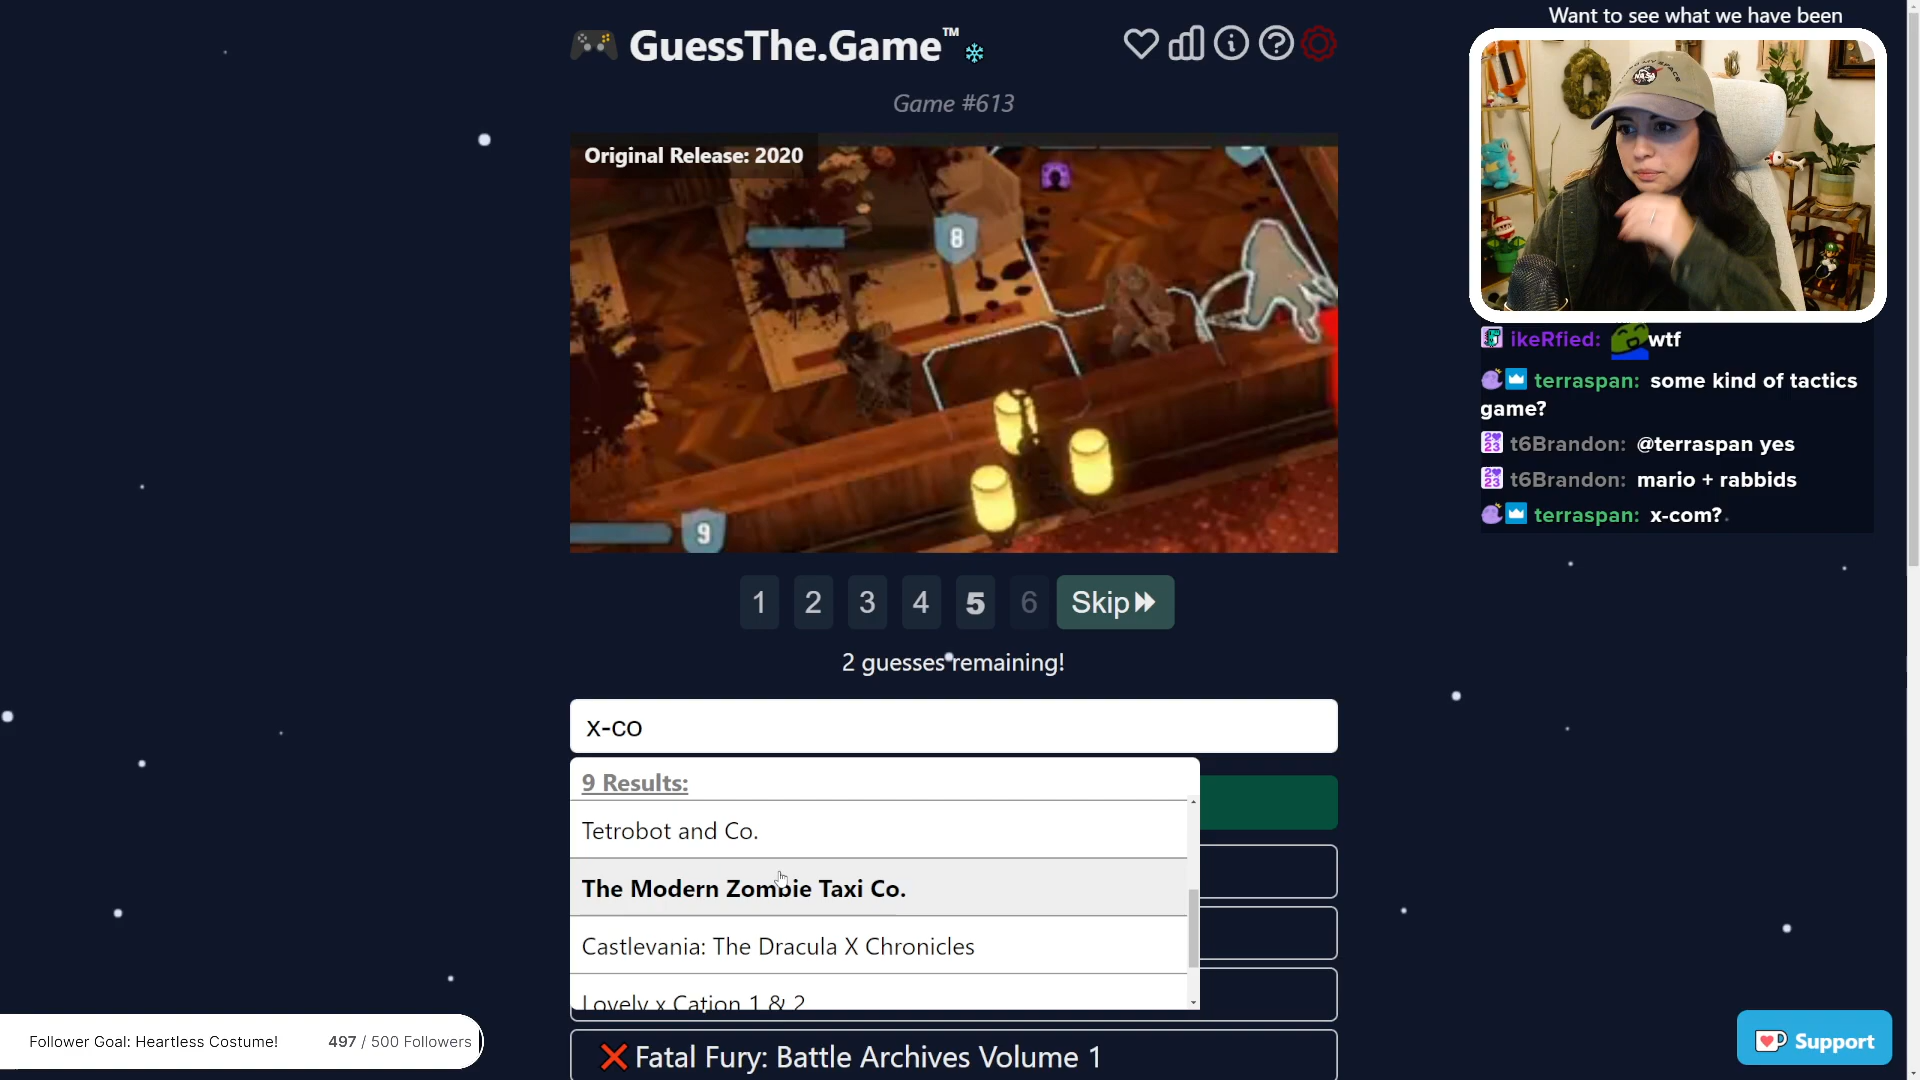 Want to see what we have been
GuessThe.Game™
Game #613
Original Release: 2020
8
9
NASA
1 2 3 4 5 6 Skip
2 guesses remaining!
X-CO
9 Results:
Tetrobot and Co.
The Modern Zombie Taxi Co.
Castlevania: The Dracula X Chronicles
Lovely x Cation 1 & 2
Fatal Fury: Battle Archives Volume 1
ikeRfied: wtf
terraspan: some kind of tactics
game?
t6Brandon: @terraspan yes
t6Brandon: mario + rabbids
terraspan: x-com?
Follower Goal: Heartless Costume! 497 / 500 Followers
Support